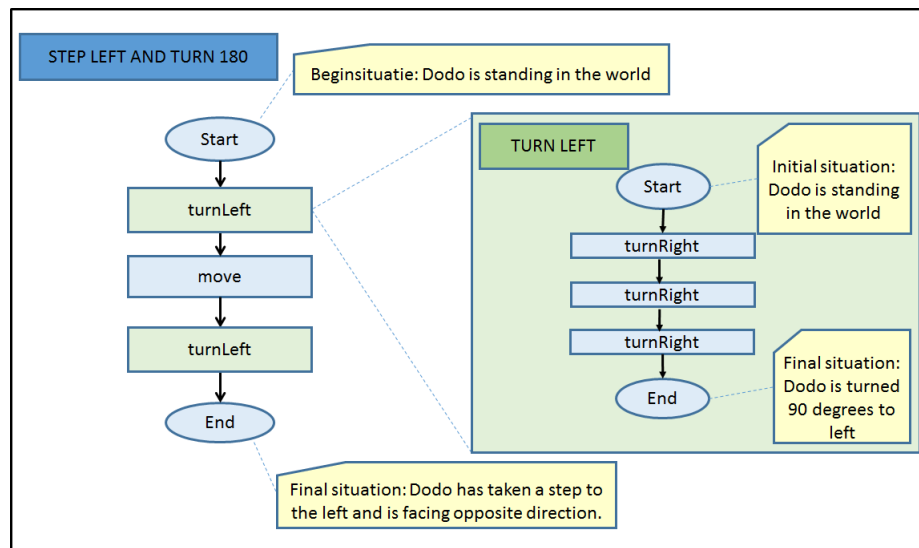 STEP LEFT AND TURN 180
Beginsituatie: Dodo is standing in the world
Start
turnLeft
move
turnLeft
End
Final situation: Dodo has taken a step to
the left and is facing opposite direction.
TURN LEFT
Initial situation:
Dodo is standing
in the world
Start
turnRight
turnRight
turnRight
End
Final situation:
Dodo is turned
90 degrees to
left